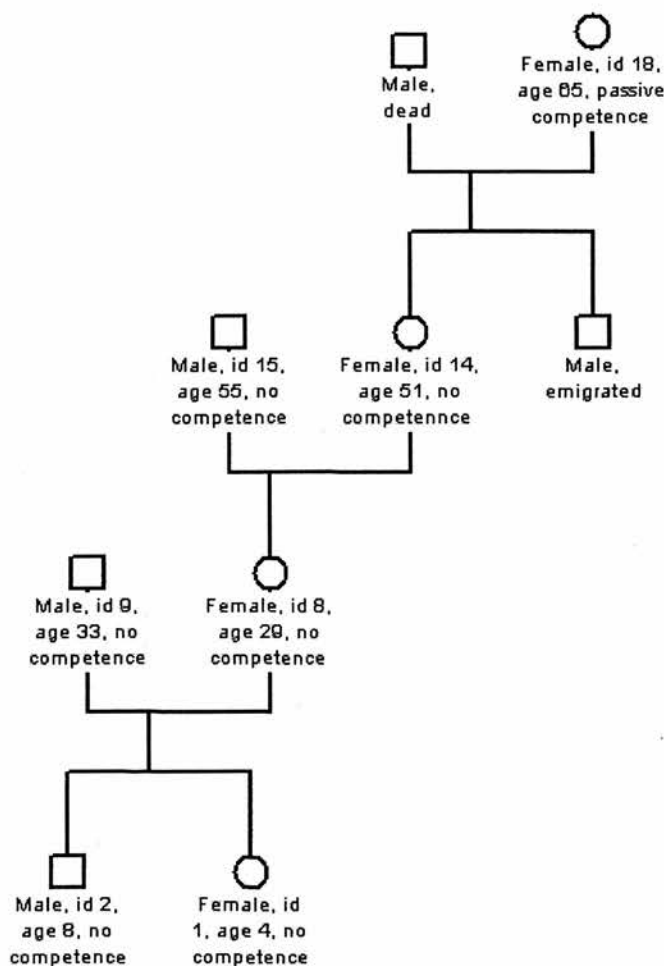 Male,
dead
Female, id 18,
age 65, passive
competence
Male, id 15,
age 55, no
competence
Female, id 14,
age 51, no
competennce
Male,
emigrated
Male, id 9,
age 33, no
competence
Female, id 8,
age 29, no
competence
Male, id 2,
age 8, no
competence
Female, id
1, age 4, no
competence